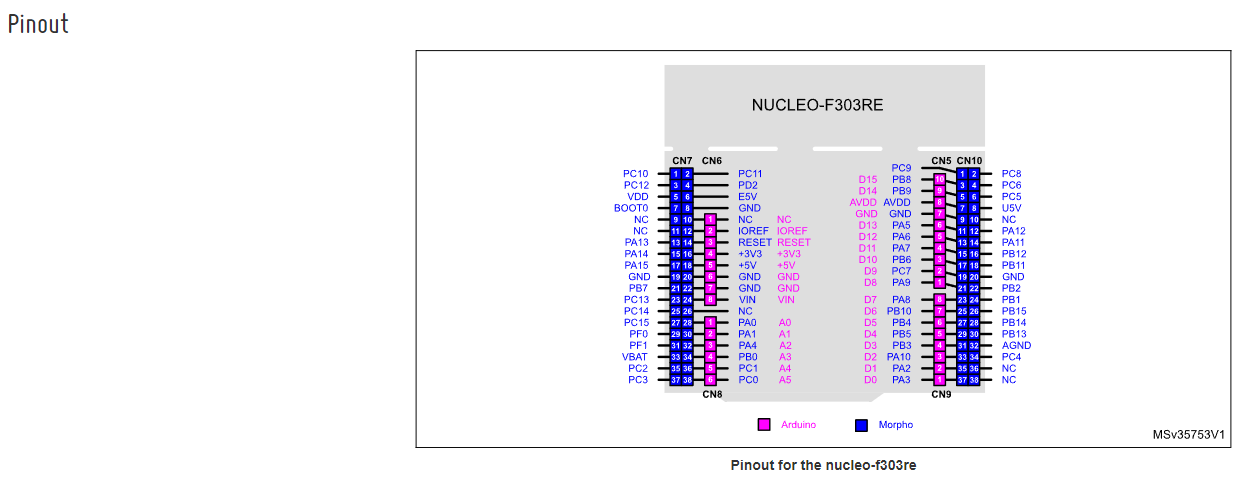 Pinout
NUCLEO-F303RE
CN7 CN6 CN5 CN10
PC9
PC10 1 2 PC11 D15 PB8 10 1 2 PC8
PC12 3 4 PD2 D14 PB9 9 3 4 PC6
VDD 5 6 E5V AVDD AVDD 8 5 6 PC5
BOOT0 7 8 GND GND GND 7 7 8 U5V
NC 9 10 1 NC NC D13 PA5 6 9 10 NC
NC 11 12 2 IOREF IOREF D12 PA6 5 11 12 PA12
PA13 13 14 3 RESET RESET D11 PA7 4 13 14 PA11
PA14 15 16 4 +3V3 +3V3 D10 PB6 3 15 16 PB12
PA15 17 18 5 +5V +5V D9 PC7 2 17 18 PB11
GND 19 20 6 GND GND D8 PA9 1 19 20 GND
PB7 21 22 7 GND GND 21 22 PB2
PC13 23 24 8 VIN VIN D7 PA8 8 23 24 PB1
PC14 25 26 NC D6 PB10 7 25 26 PB15
PC15 27 28 1 PA0 A0 D5 PB4 6 27 28 PB14
PF0 29 30 2 PA1 A1 D4 PB5 5 29 30 PB13
PF1 31 32 3 PA4 A2 D3 PB3 4 31 32 AGND
VBAT 33 34 4 PB0 A3 D2 PA10 3 33 34 PC4
PC2 35 36 5 PC1 A4 D1 PA2 2 35 36 NC
PC3 37 38 6 PC0 A5 D0 PA3 1 37 38 NC
CN8 CN9
Arduino Morpho
MSv35753V1
Pinout for the nucleo-f303re